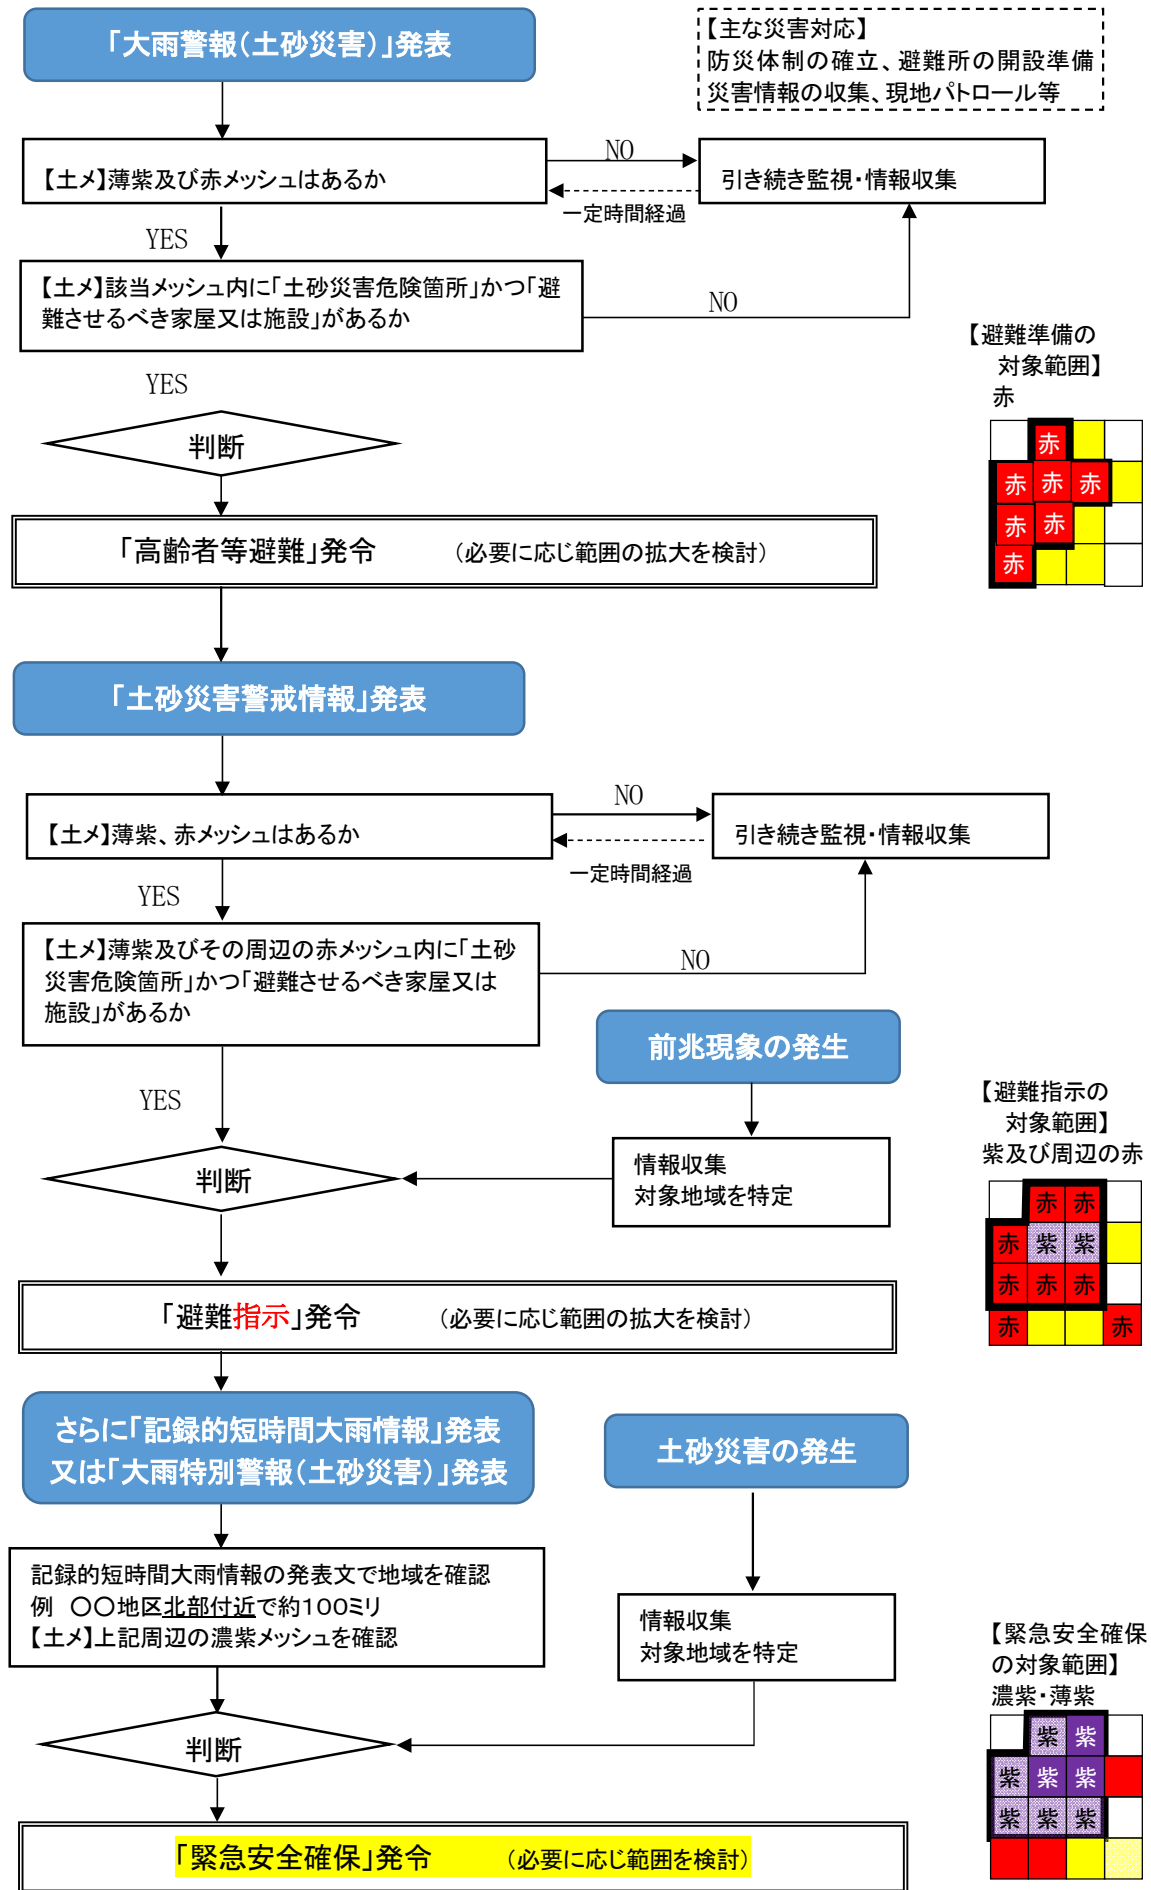 「大雨警報（土砂災害）」発表
【主な災害対応】
防災体制の確立、避難所の開設準備
災害情報の収集、現地パトロール等
【土メ】薄紫及び赤メッシュはあるか
NO
引き続き監視・情報収集
一定時間経過
YES
【土メ】該当メッシュ内に「土砂災害危険箇所」かつ「避
難させるべき家屋又は施設」があるか
NO
YES
【避難準備の
対象範囲】
赤
赤
赤 赤 赤
赤 赤
赤
判断
「高齢者等避難」発令　（必要に応じ範囲の拡大を検討）
「土砂災害警戒情報」発表
【土メ】薄紫、赤メッシュはあるか
NO
引き続き監視・情報収集
一定時間経過
YES
【土メ】薄紫及びその周辺の赤メッシュ内に「土砂
災害危険箇所」かつ「避難させるべき家屋又は
施設」があるか
NO
前兆現象の発生
YES
情報収集
対象地域を特定
判断
【避難指示の
対象範囲】
紫及び周辺の赤
赤 赤
赤 紫 紫
赤 赤 赤
赤 赤
「避難指示」発令　（必要に応じ範囲の拡大を検討）
さらに「記録的短時間大雨情報」発表
又は「大雨特別警報（土砂災害）」発表
土砂災害の発生
記録的短時間大雨情報の発表文で地域を確認
例　〇〇地区北部付近で約100ミリ
【土メ】上記周辺の濃紫メッシュを確認
情報収集
対象地域を特定
判断
【緊急安全確保
の対象範囲】
濃紫・薄紫
紫 紫
紫 紫 紫
紫 紫 紫
「緊急安全確保」発令　（必要に応じ範囲を検討）